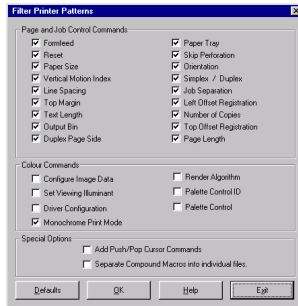 Filter Printer Patterns
Page and Job Control Commands
Formfeed
Reset
Paper Size
Vertical Motion Index
Line Spacing
Top Margin
Text Length
Output Bin
Duplex Page Side
Paper Tray
Skip Perforation
Orientation
Simplex / Duplex
Job Separation
Left Offset Registration
Number of Copies
Top Offset Registration
Page Length
Colour Commands
Configure Image Data
Set Viewing Illuminant
Driver Configuration
Monochrome Print Mode
Render Algorithm
Palette Control ID
Palette Control
Special Options
Add Push/Pop Cursor Commands
Separate Compound Macros into individual files.
Defaults
OK
Help
Exit